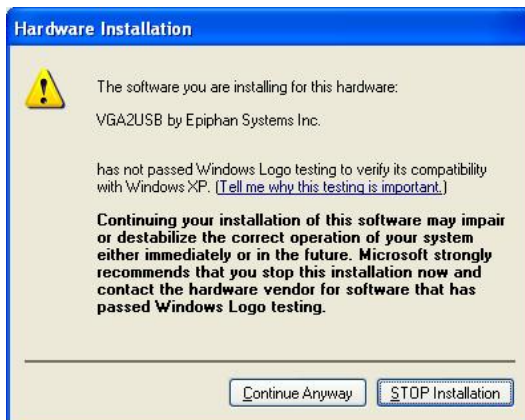 Hardware Installation
The software you are installing for this hardware:
VGA2USB by Epiphan Systems Inc.
has not passed Windows Logo testing to verify its compatibility
with Windows XP. (Tell me why this testing is important.)
Continuing your installation of this software may impair
or destabilize the correct operation of your system
either immediately or in the future. Microsoft strongly
recommends that you stop this installation now and
contact the hardware vendor for software that has
passed Windows Logo testing.
Continue Anyway
STOP Installation